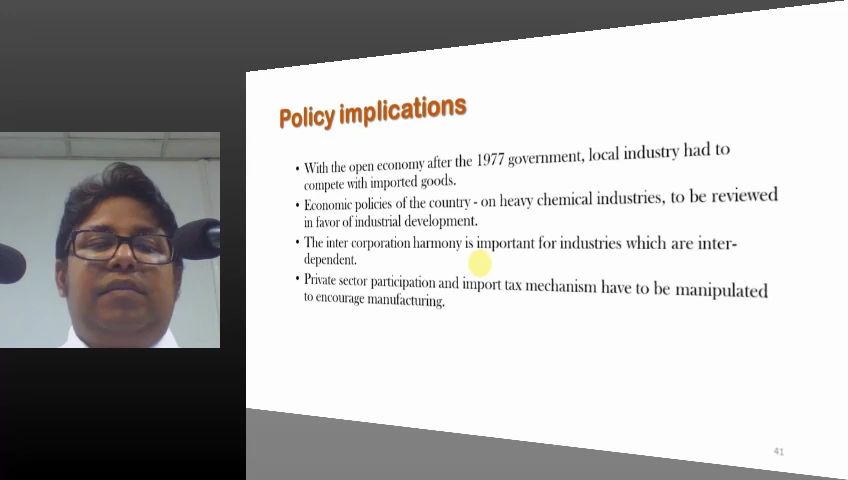 Policy implications
• With the open economy after the 1977 government, local industry had to
compete with imported goods.
• Economic policies of the country - on heavy chemical industries, to be reviewed
in favor of industrial development.
• The inter corporation harmony is important for industries which are inter-
dependent.
• Private sector participation and import tax mechanism have to be manipulated
to encourage manufacturing.
41